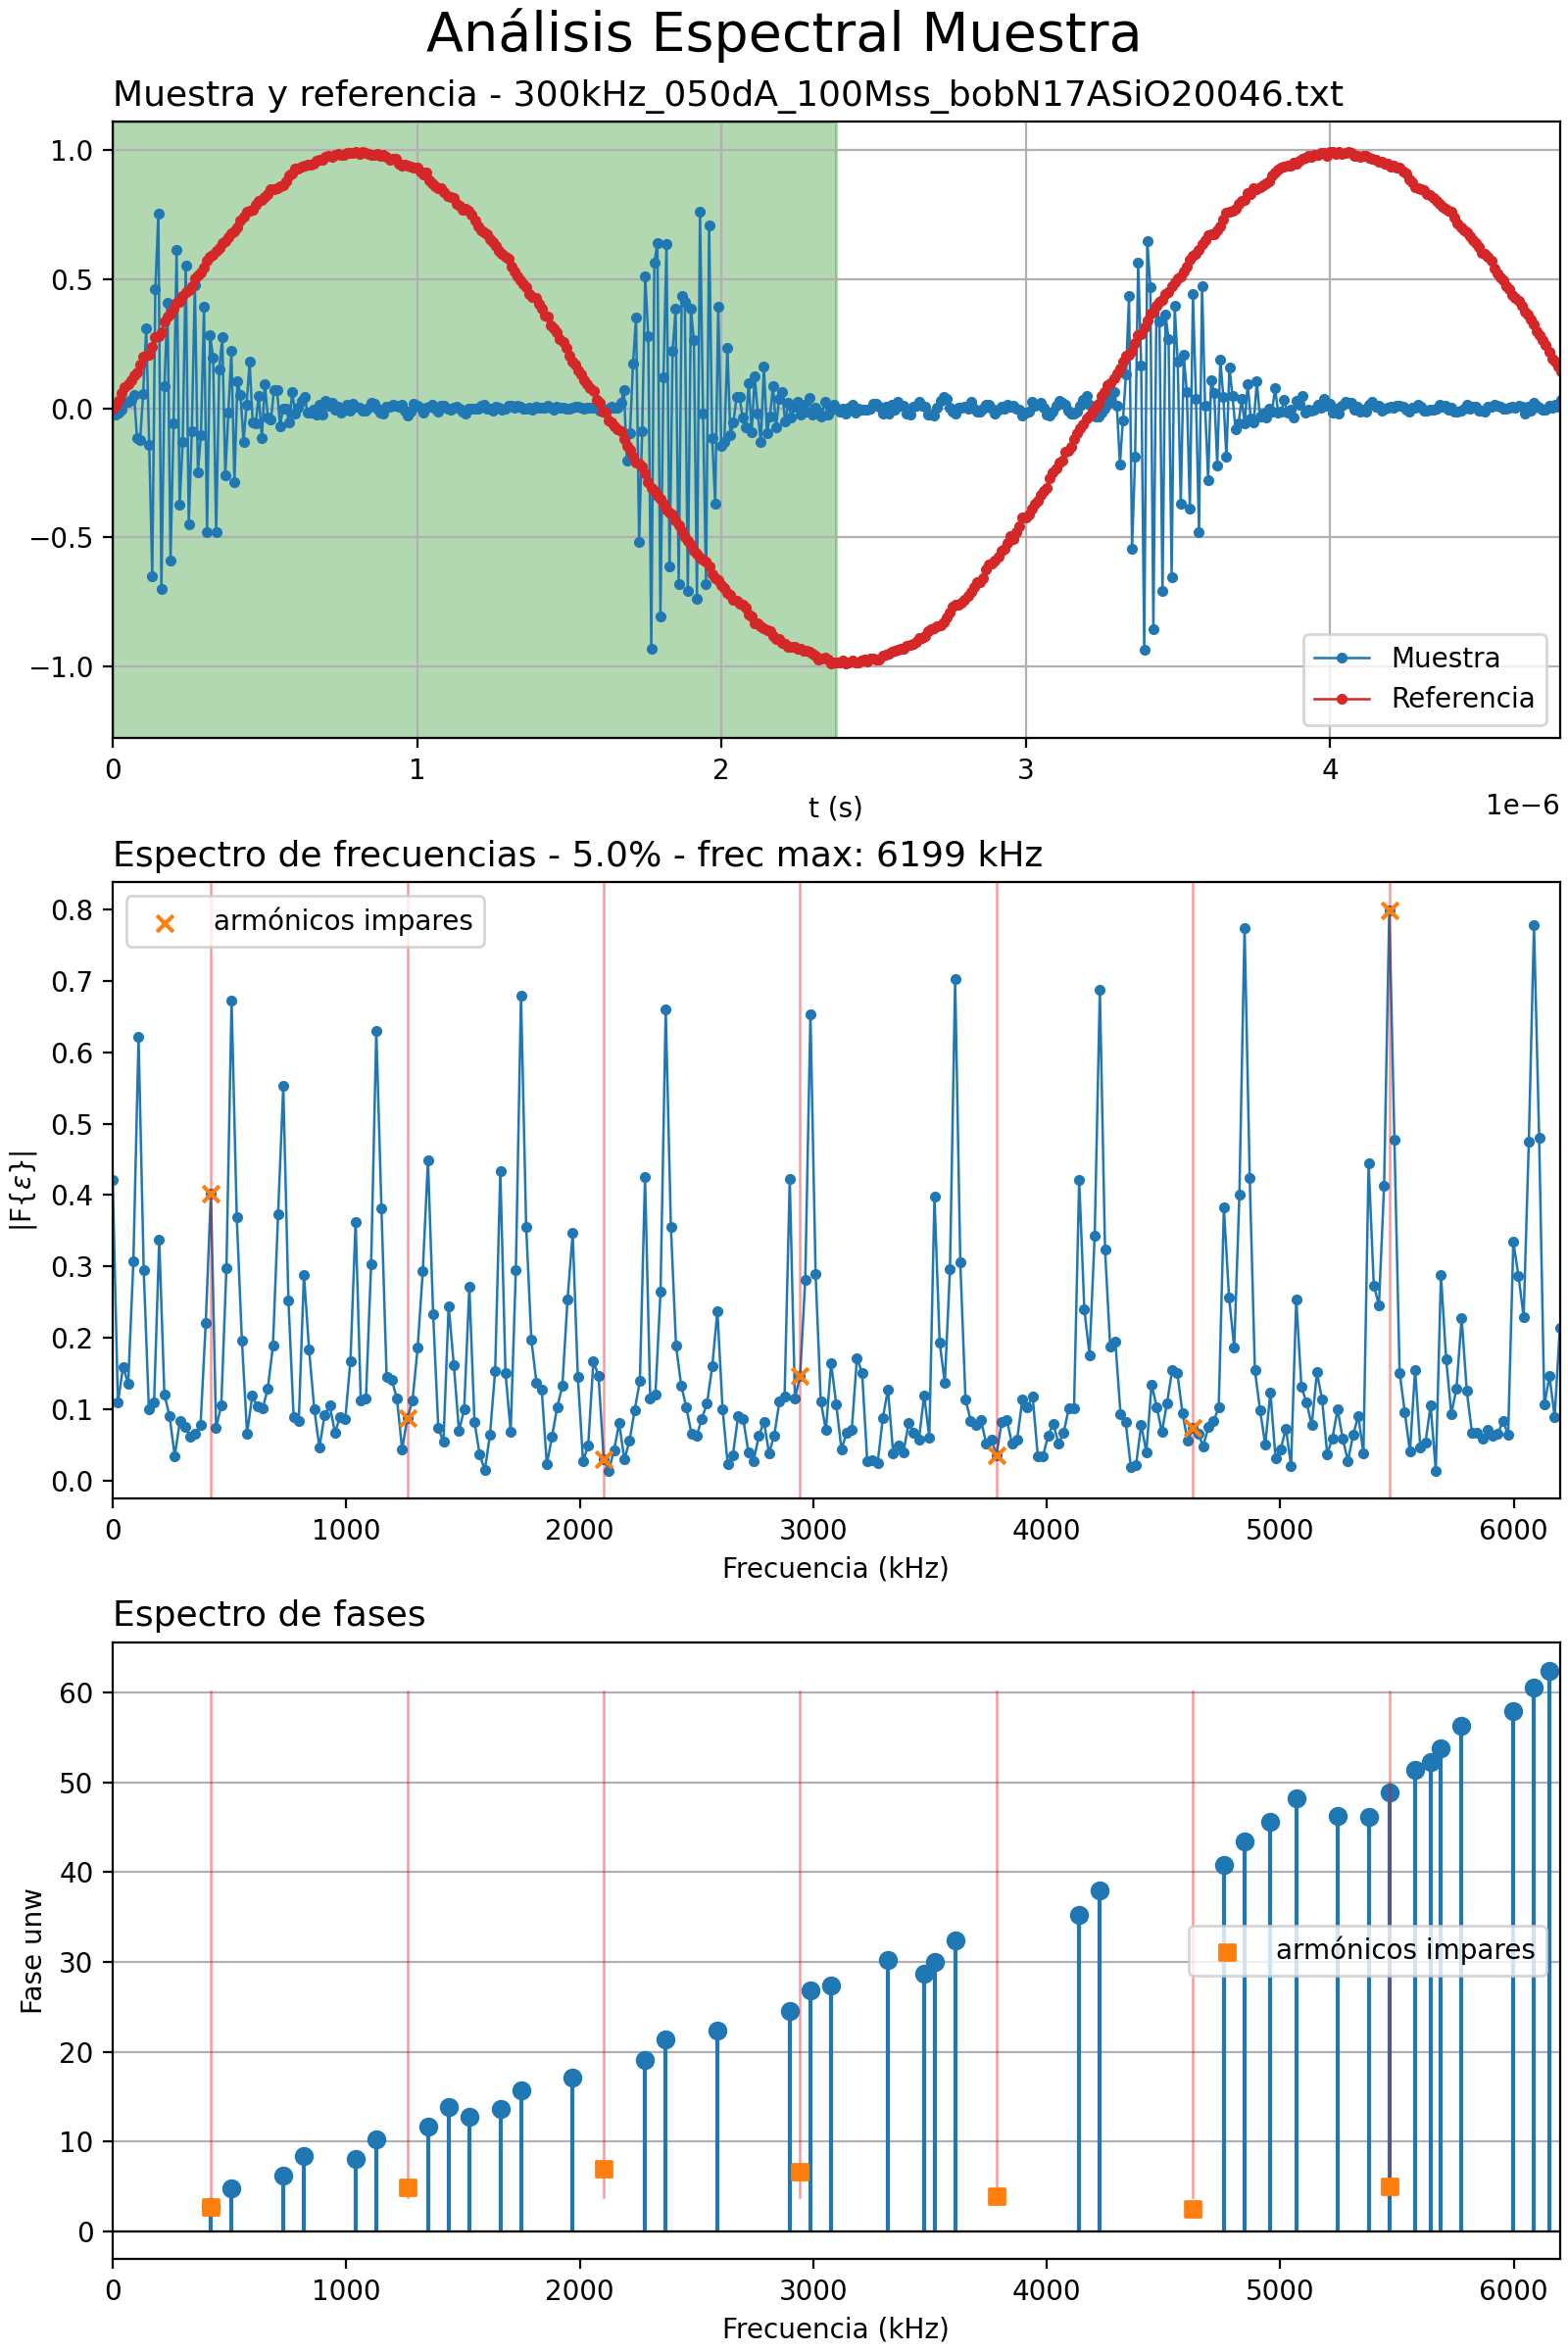 Análisis Espectral Muestra
Muestra y referencia - 300kHz_050dA_100Mss_bobN17ASiO20046.txt
1.0
0.5
0.0
−0.5
−1.0
Muestra
Referencia
0 1 2 3 4
t (s)
1e−6
Espectro de frecuencias - 5.0% - frec max: 6199 kHz
armónicos impares
0.8
0.7
0.6
0.5
0.4
0.3
0.2
0.1
0.0
|F{ε}|
0 1000 2000 3000 4000 5000 6000
Frecuencia (kHz)
Espectro de fases
60
50
40
30
20
10
0
Fase unw
armónicos impares
0 1000 2000 3000 4000 5000 6000
Frecuencia (kHz)